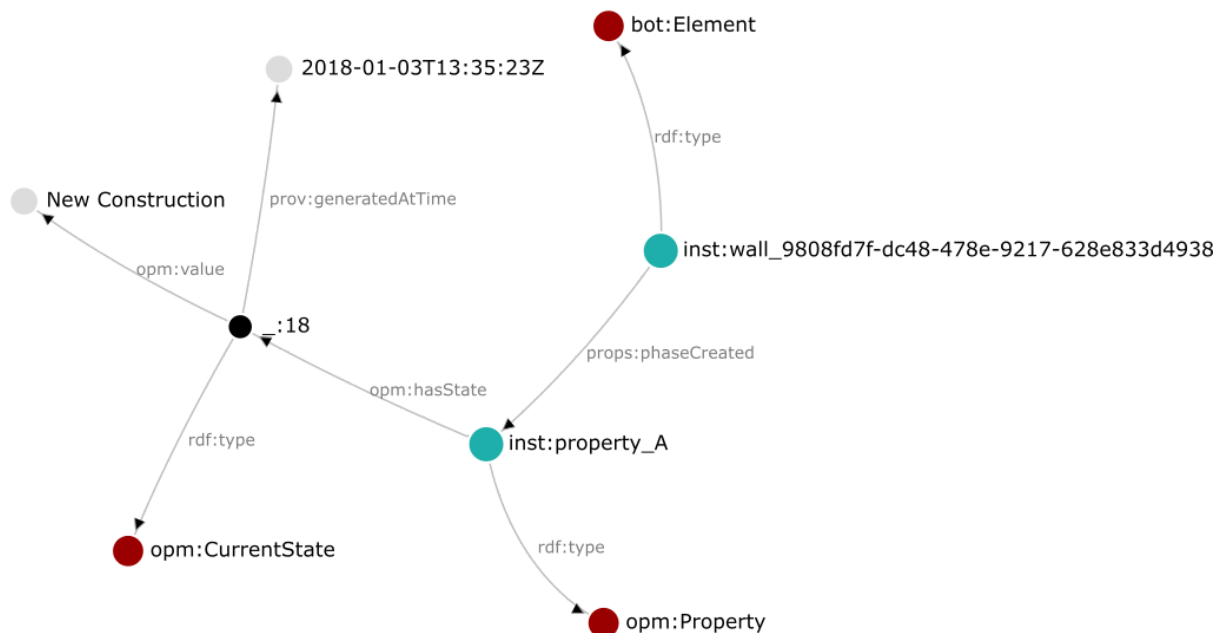 bot:Element
2018-01-03T13:35:23Z
rdf:type
New Construction
prov:generatedAtTime
inst:wall_9808fd7f-dc48-478e-9217-628e833d4938
opm:value
_:18
props:phaseCreated
opm:hasState
rdf:type
inst:property_A
opm:CurrentState
rdf:type
opm:Property